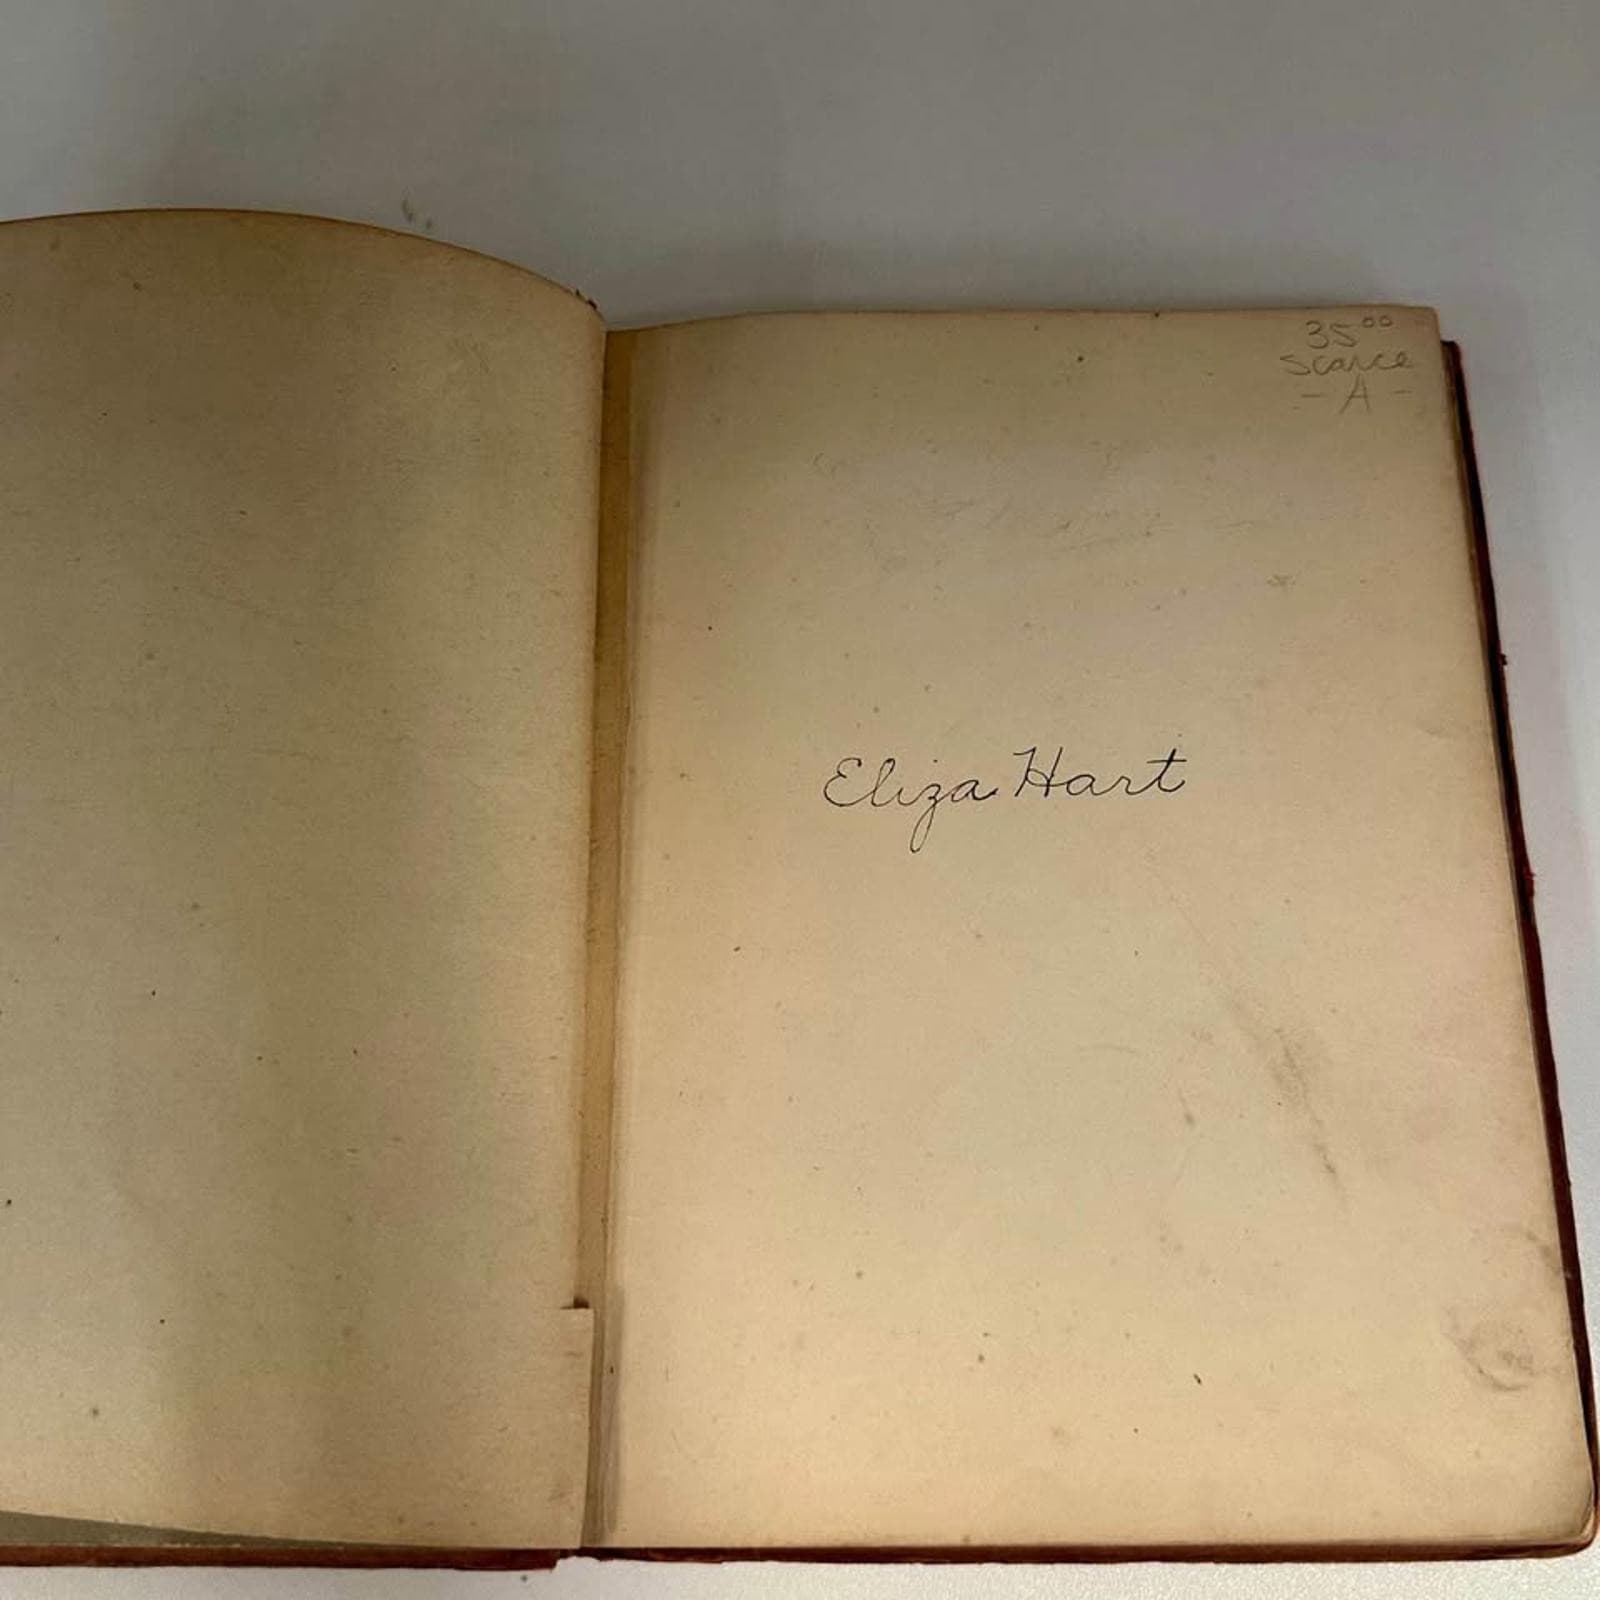 35⁰⁰
Scarce
- A -
Eliza Hart